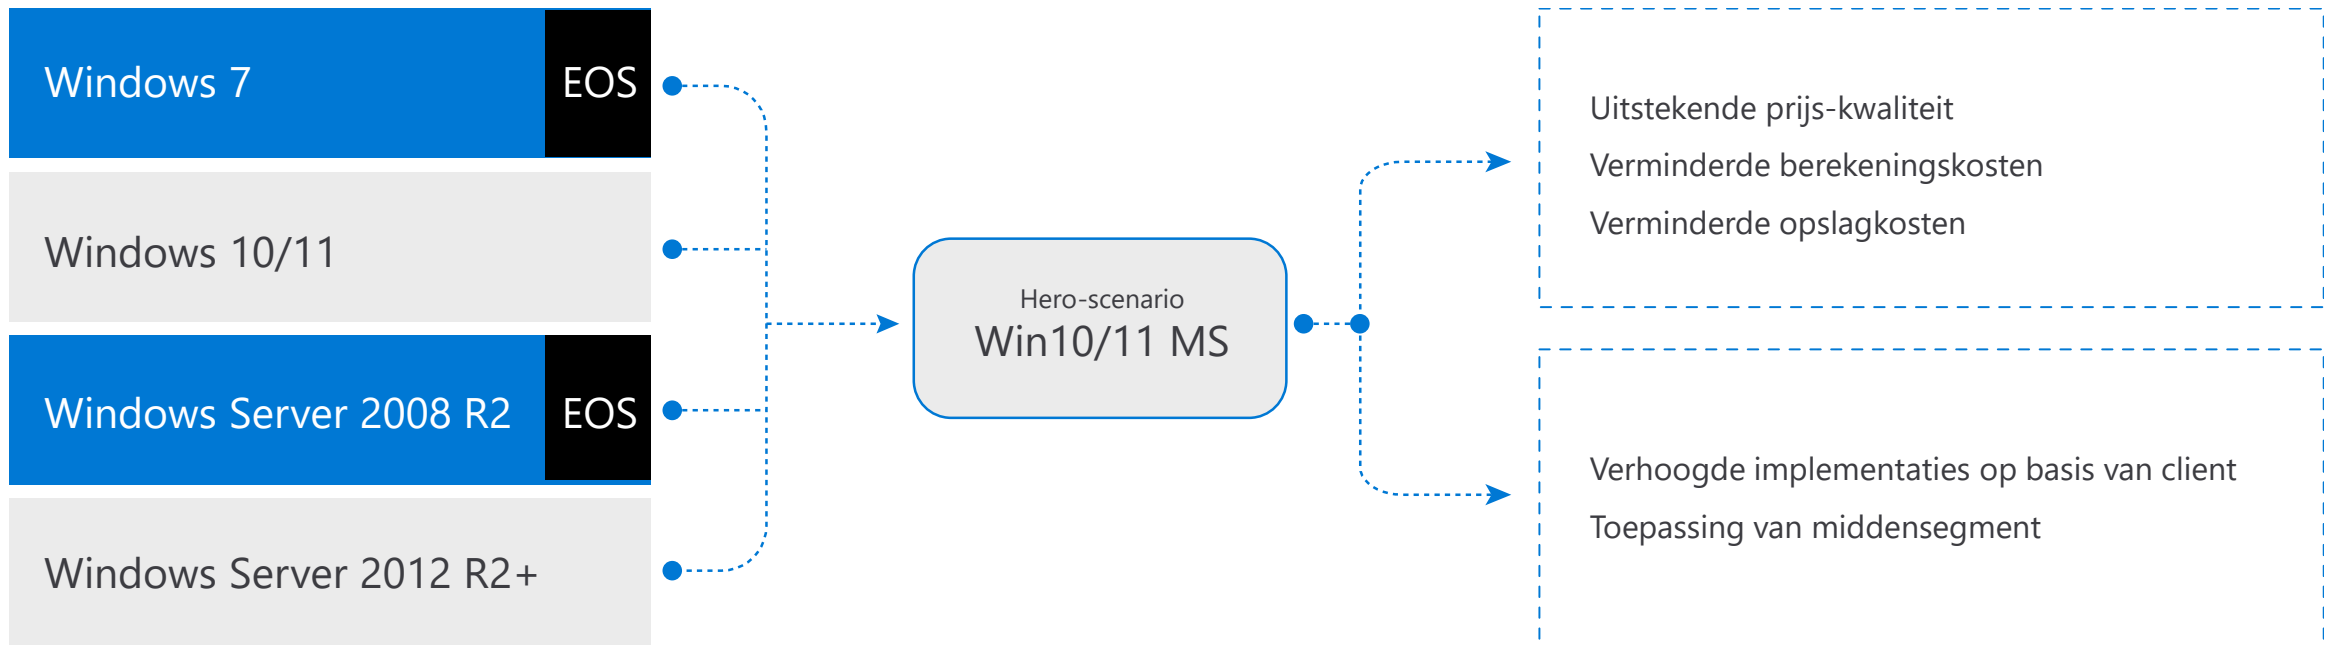 Windows 7
EOS
Windows 10/11
Windows Server 2008 R2
EOS
Windows Server 2012 R2+
Hero-scenario
Win10/11 MS
Uitstekende prijs-kwaliteit
Verminderde berekeningskosten
Verminderde opslagkosten
Verhoogde implementaties op basis van client
Toepassing van middensegment